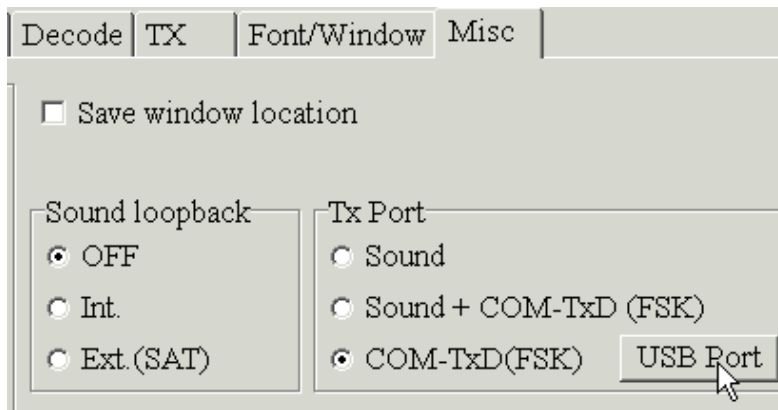 Decode TX Font/Window Misc
Save window location
Sound loopback Tx Port
OFF Sound
Int. Sound + COM-TxD (FSK)
Ext.(SAT) COM-TxD(FSK) USB Port